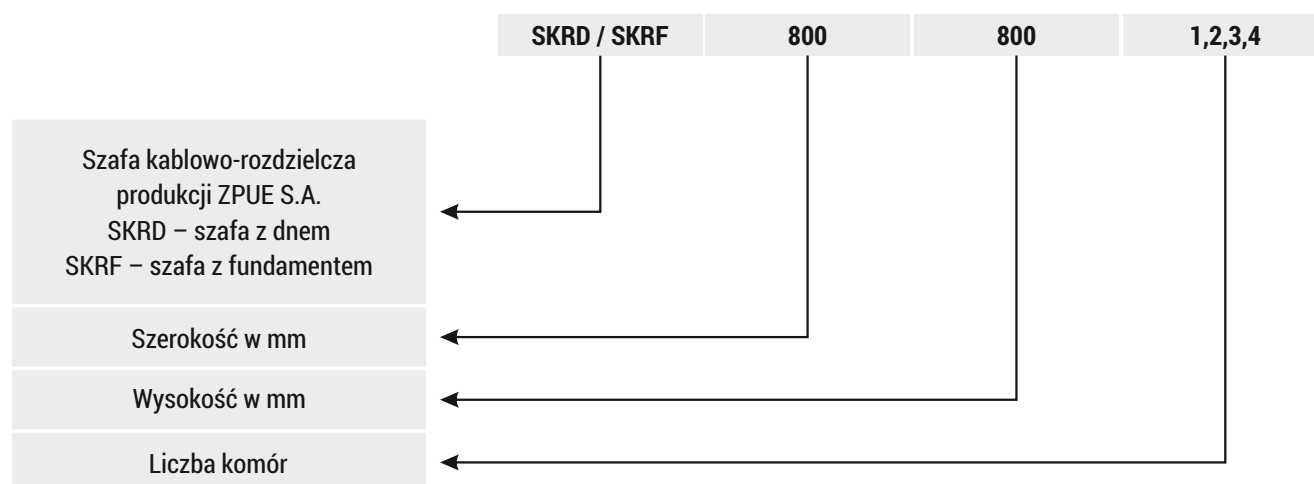 SKRD / SKRF 800 800 1,2,3,4
Szafa kablowo-rozdzielcza
produkcji ZPUE S.A.
SKRD – szafa z dnem
SKRF – szafa z fundamentem
Szerokość w mm
Wysokość w mm
Liczba komór